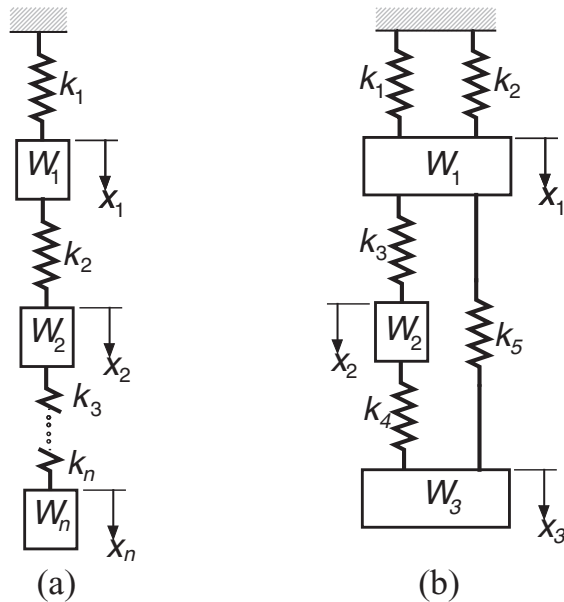 k₁
W₁
x₁
k₂
W₂
x₂
k₃
kₙ
Wₙ
xₙ
(a)
k₁ k₂
W₁
x₁
k₃
W₂
x₂
k₅
k₄
W₃
x₃
(b)